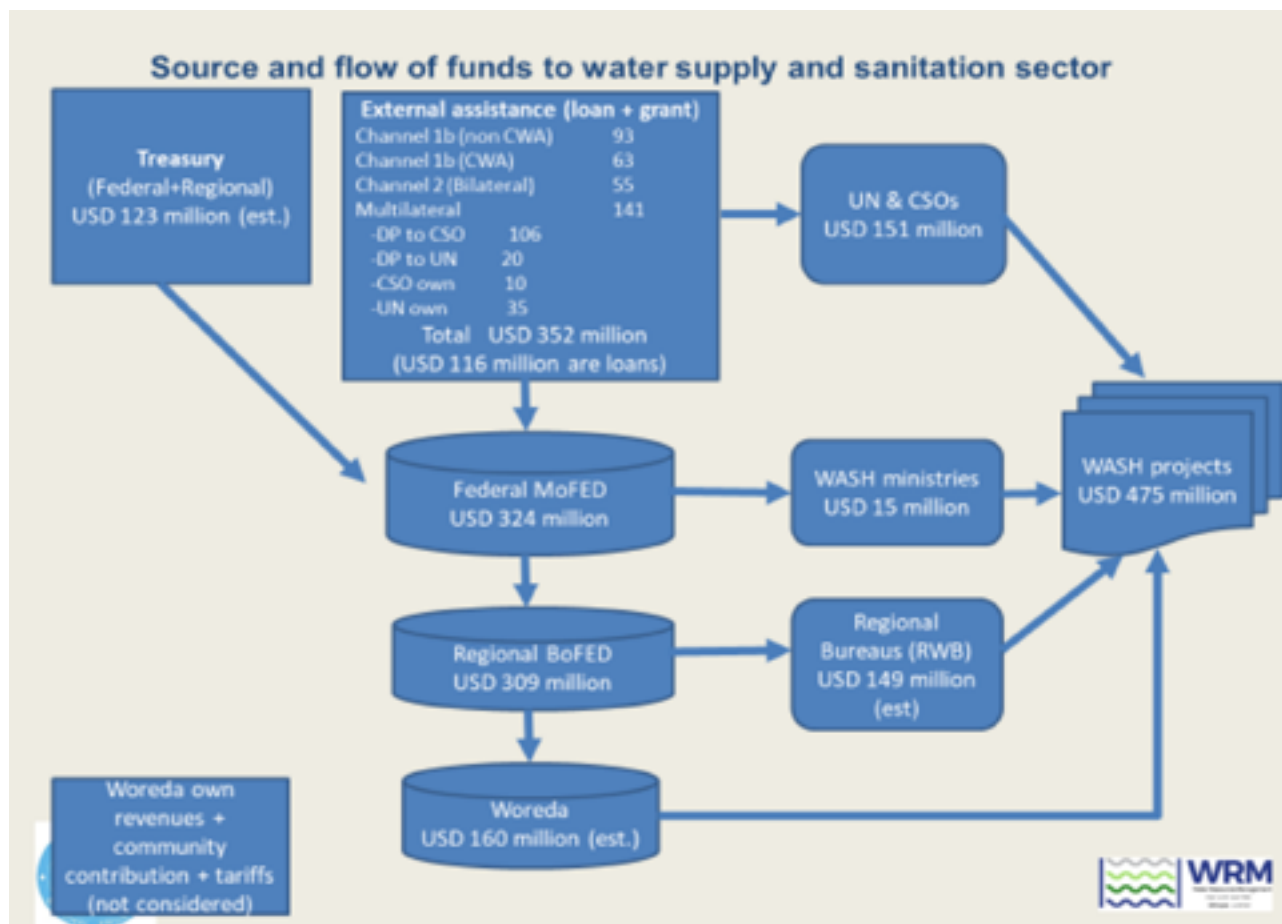 Source and flow of funds to water supply and sanitation sector
Treasury
(Federal+Regional)
USD 123 million (est.)
External assistance (loan + grant)
Channel 1b (non CWA) 93
Channel 1b (CWA) 63
Channel 2 (Bilateral) 55
Multilateral 141
-DP to CSO 106
-DP to UN 20
-CSO own 10
-UN own 35
Total USD 352 million
(USD 116 million are loans)
UN & CSOs
USD 151 million
Federal MoFED
USD 324 million
WASH ministries
USD 15 million
WASH projects
USD 475 million
Regional BoFED
USD 309 million
Regional
Bureaus (RWB)
USD 149 million
(est)
Woreda
USD 160 million (est.)
Woreda own
revenues +
community
contribution + tariffs
(not considered)
WRM